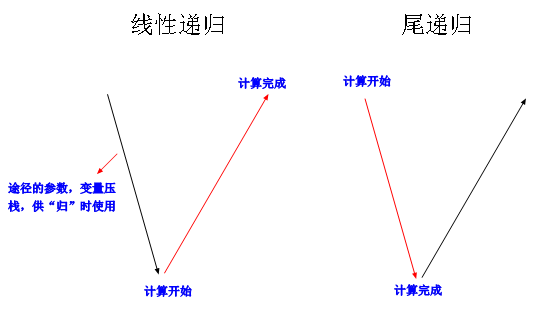 线性递归
尾递归
计算完成
计算开始
途径的参数，变量压
栈，供“归”时使用
计算开始
计算完成